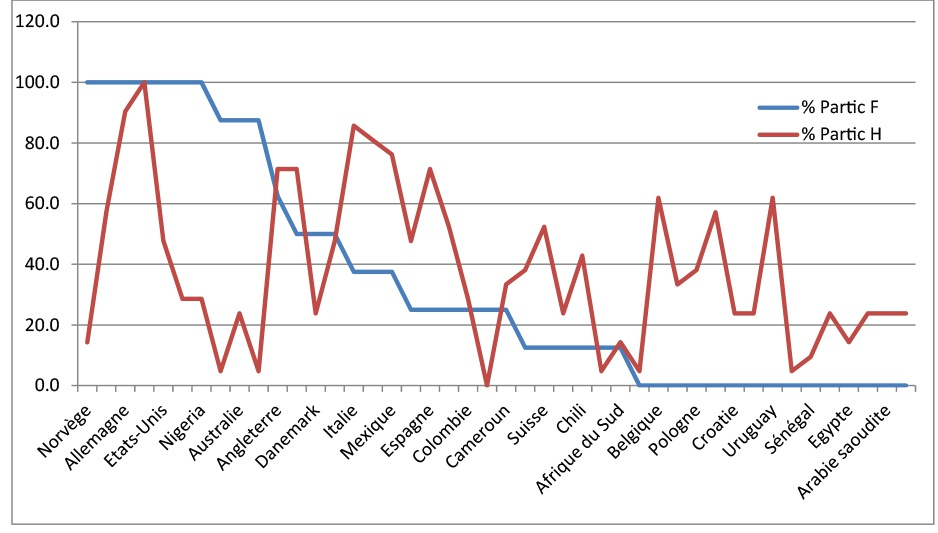 120.0
100.0
80.0
60.0
40.0
20.0
0.0
% Partic F
% Partic H
Norvège
Allemagne
Etats-Unis
Nigeria
Australie
Angleterre
Danemark
Italie
Mexique
Espagne
Colombie
Cameroun
Suisse
Chili
Afrique du Sud
Belgique
Pologne
Croatie
Uruguay
Sénégal
Egypte
Arabie saoudite